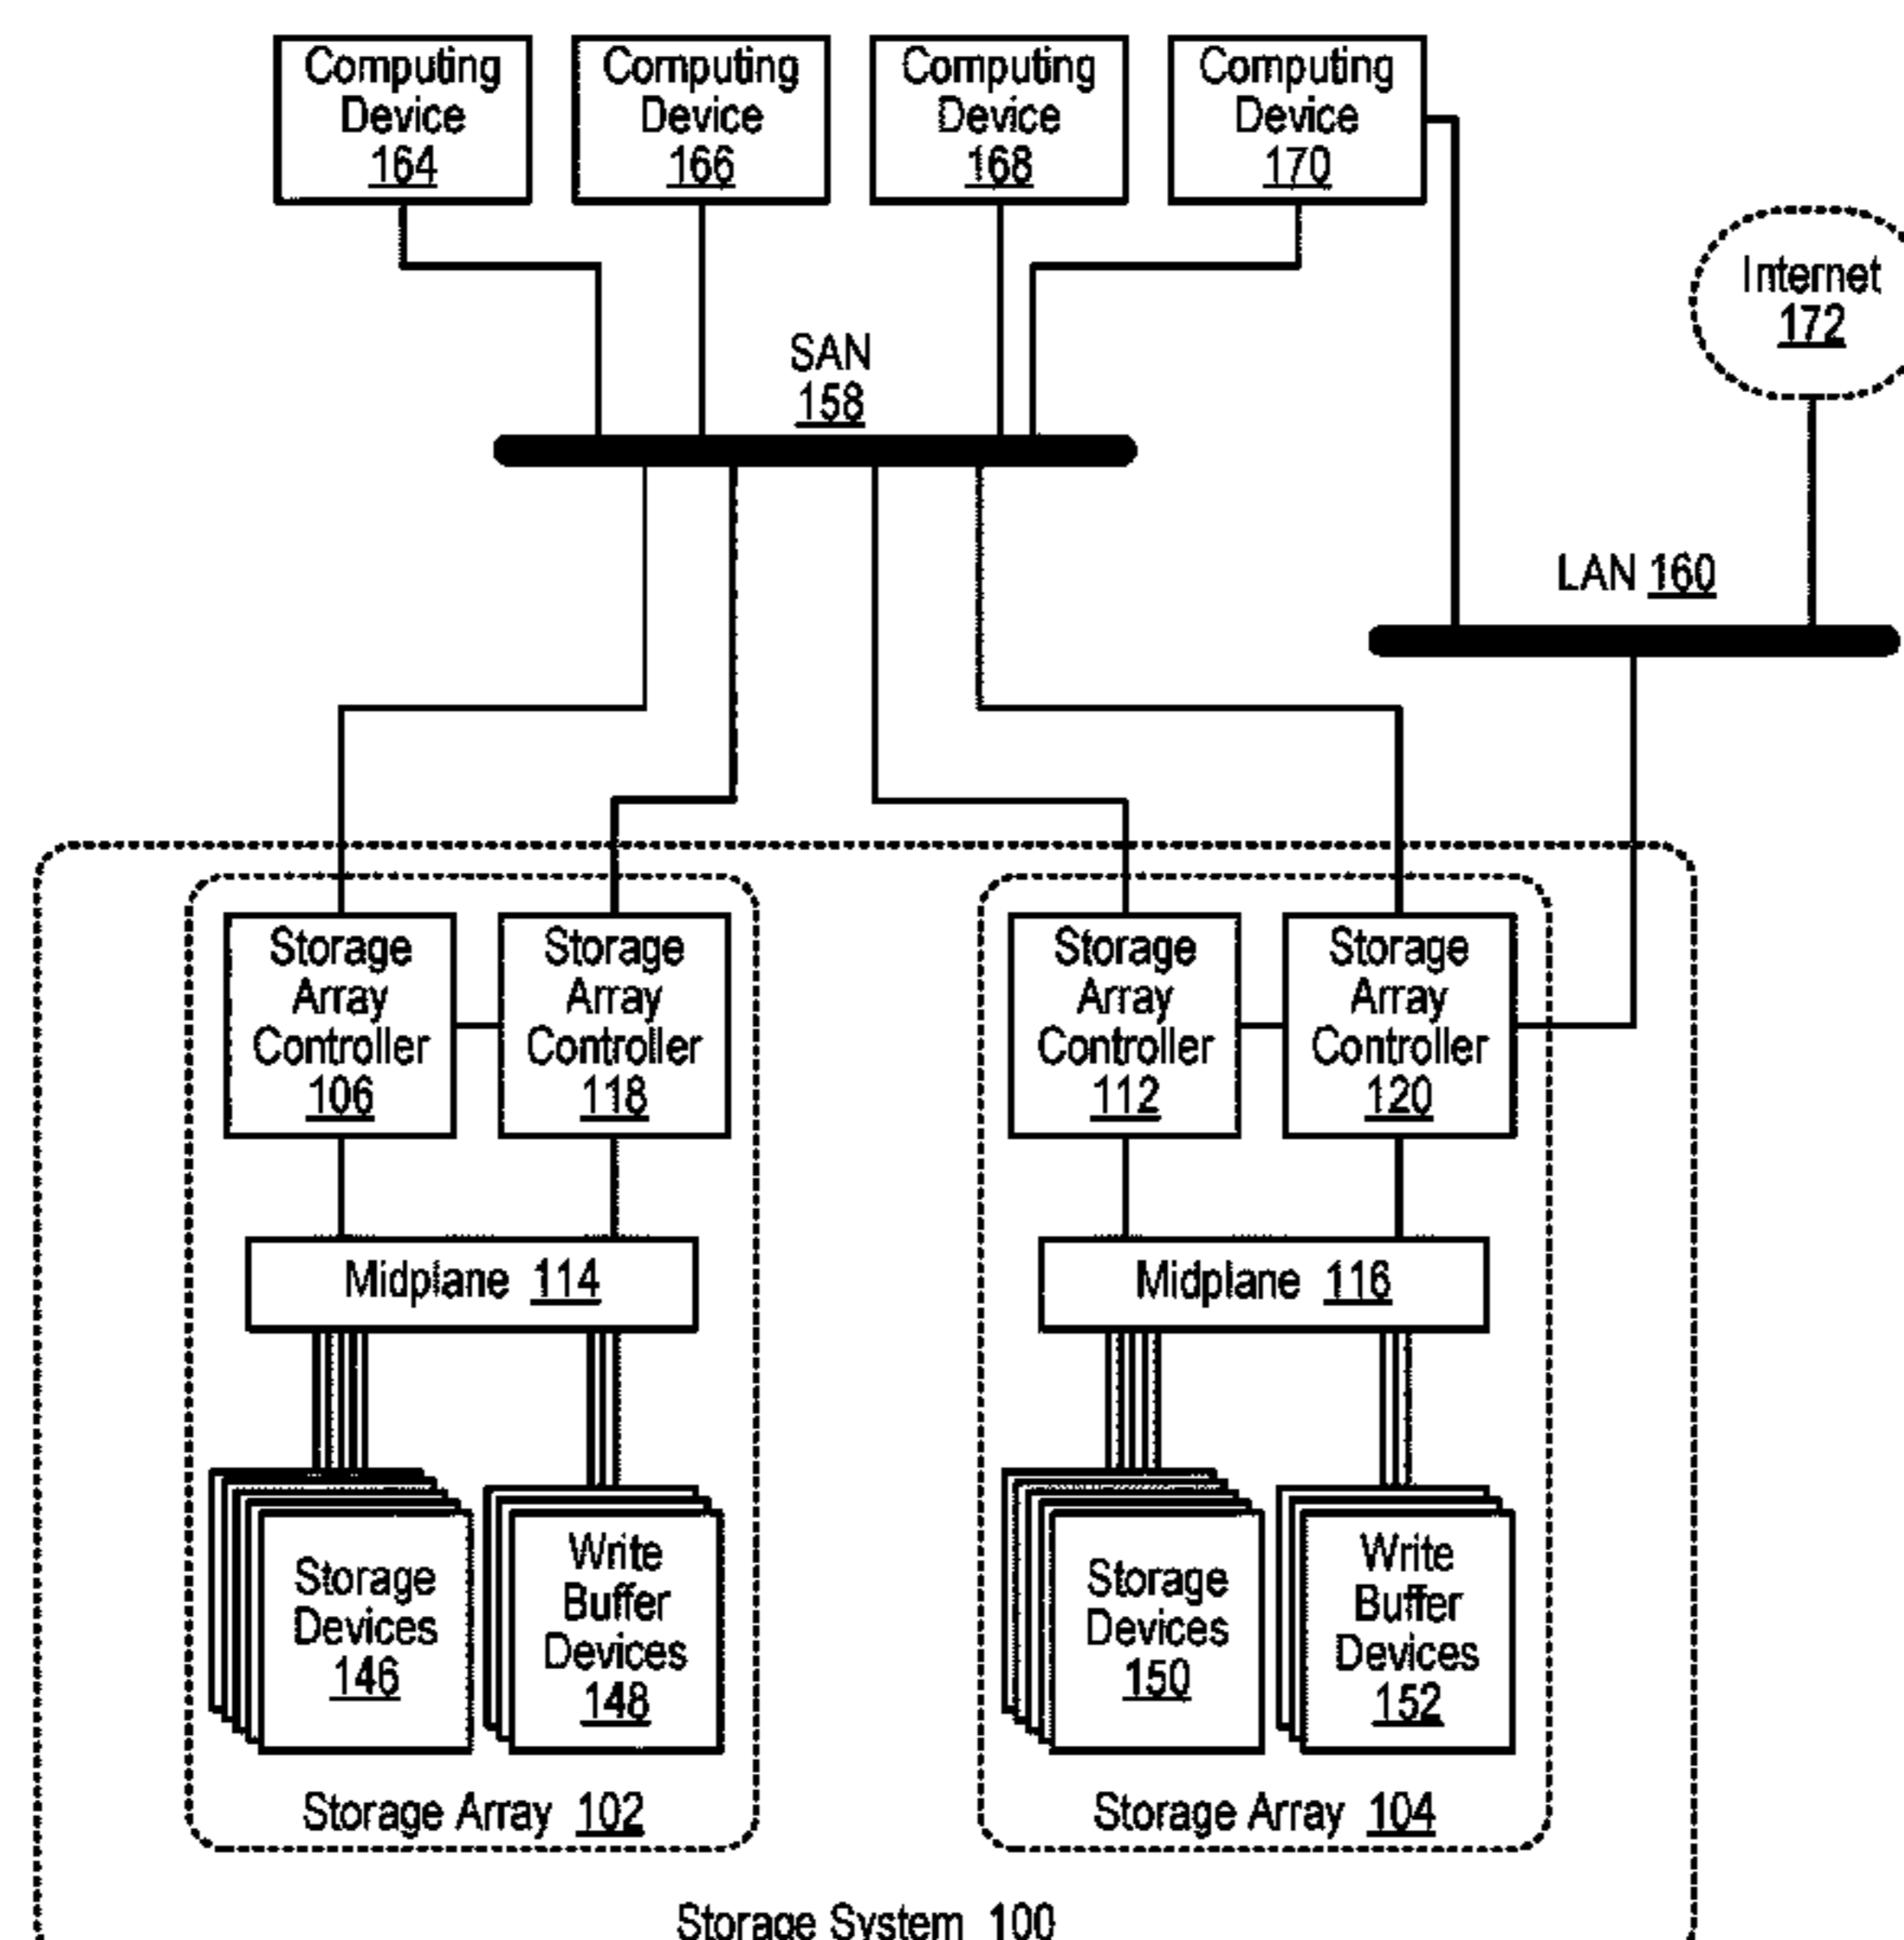 Computing
Device
164
Computing
Device
166
Computing
Device
168
Computing
Device
170
Internet
172
SAN
158
LAN 160
Storage
Array
Controller
106
Storage
Array
Controller
118
Storage
Array
Controller
112
Storage
Array
Controller
120
Midplane 114
Midplane 116
Storage
Devices
146
Write
Buffer
Devices
148
Storage
Devices
150
Write
Buffer
Devices
152
Storage Array 102
Storage Array 104
Storage System 100